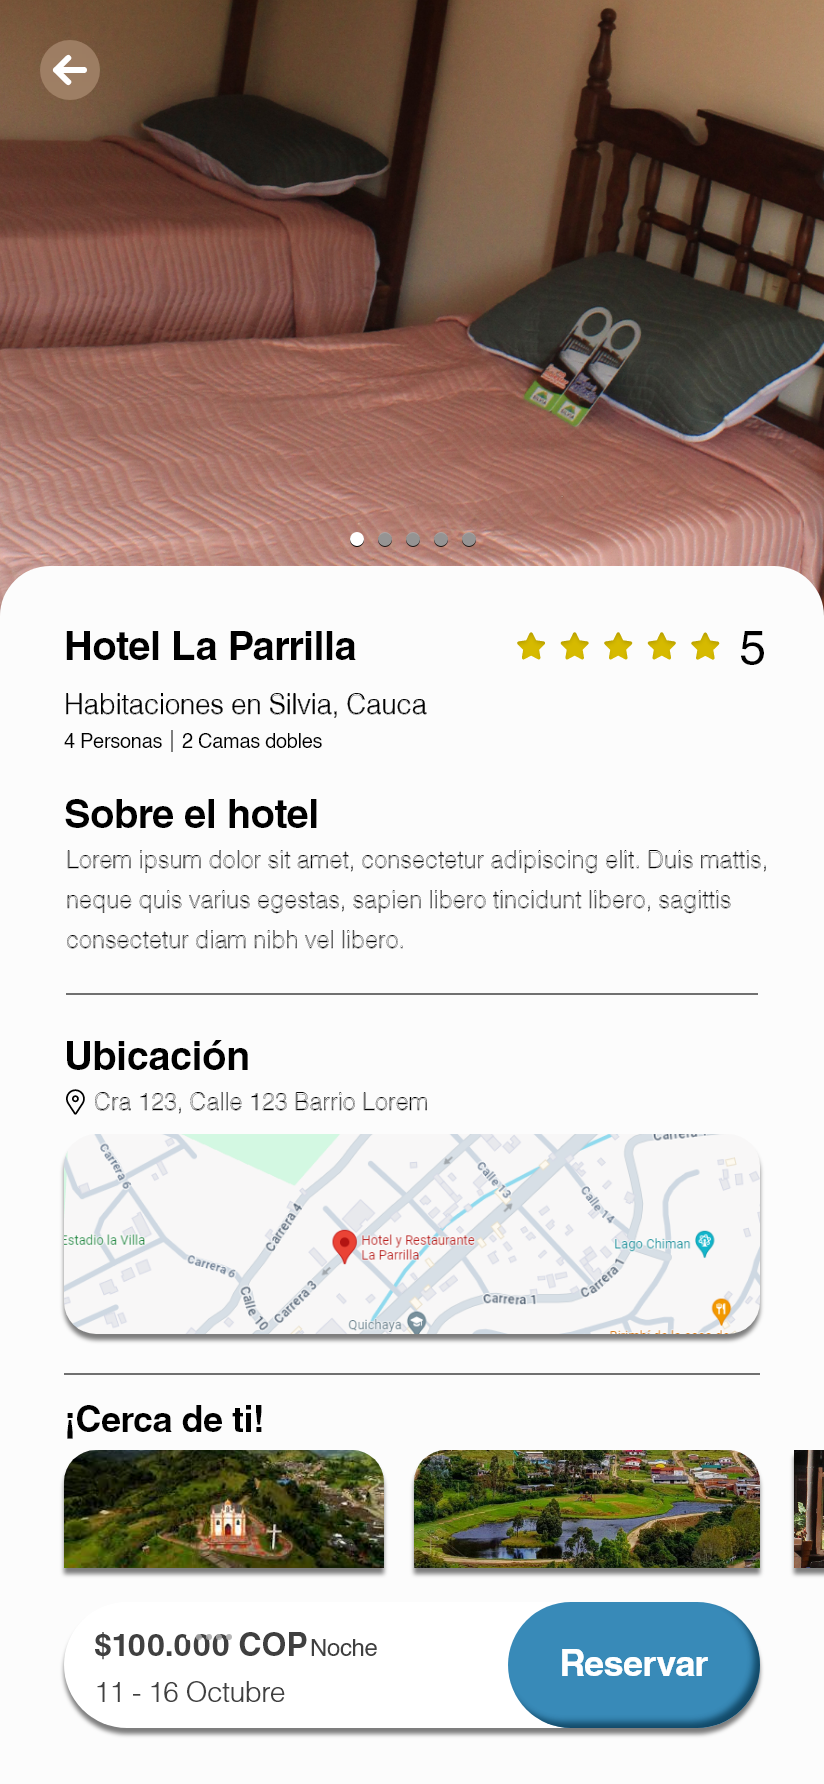 Hotel La Parrilla
5
Habitaciones en Silvia, Cauca
4 Personas | 2 Camas dobles
Sobre el hotel
Lorem ipsum dolor sit amet, consectetur adipiscing elit. Duis mattis,
neque quis varius egestas, sapien libero tincidunt libero, sagittis
consectetur diam nibh vel libero.
Ubicación
Cra 123, Calle 123 Barrio Lorem
Carrera 6
Calle 13
Carrera 4
Calle 14
Estadio la Villa
Hotel y Restaurante
La Parrilla
Lago Chiman
Carrera 6
Calle 10
Carrera 3
Carrera 1
Carrera 1
Quichaya
¡Cerca de ti!
$100.000 COP Noche
11 - 16 Octubre
Reservar